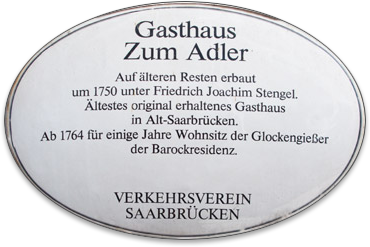 Gasthaus
Zum Adler
Auf älteren Resten erbaut
um 1750 unter Friedrich Joachim Stengel.
Ältestes original erhaltenes Gasthaus
in Alt-Saarbrücken.
Ab 1764 für einige Jahre Wohnsitz der Glockengießer
der Barockresidenz.
VERKEHRSVEREIN
SAARBRÜCKEN